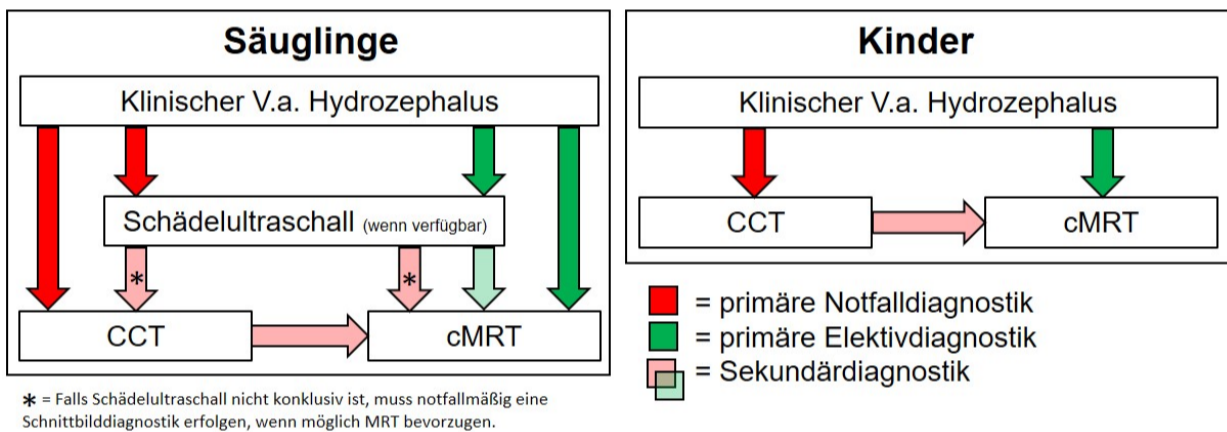 Säuglinge
Klinischer V.a. Hydrozephalus
Schädelultraschall (wenn verfügbar)
*
*
CCT
cMRT
* = Falls Schädelultraschall nicht konklusiv ist, muss notfallmäßig eine
Schnittbilddiagnostik erfolgen, wenn möglich MRT bevorzugen.
Kinder
Klinischer V.a. Hydrozephalus
CCT
cMRT
= primäre Notfalldiagnostik
= primäre Elektivdiagnostik
= Sekundärdiagnostik